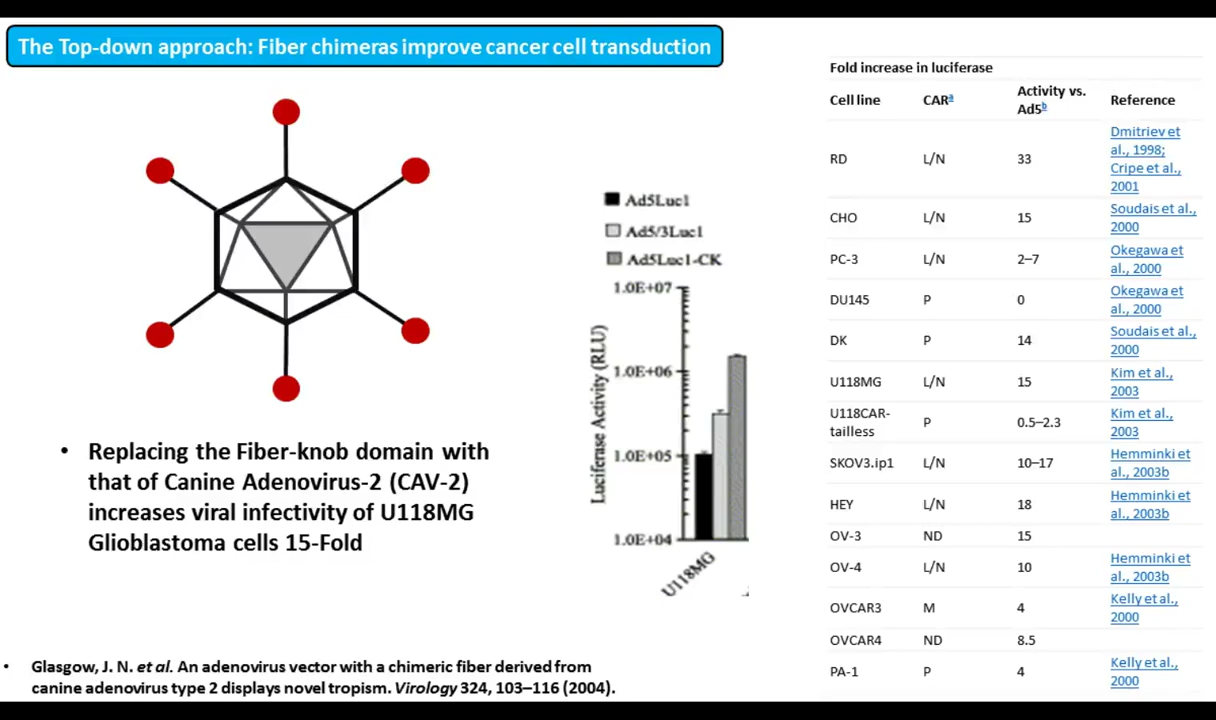 The Top-down approach: Fiber chimeras improve cancer cell transduction
• Replacing the Fiber-knob domain with
that of Canine Adenovirus-2 (CAV-2)
increases viral infectivity of U118MG
Glioblastoma cells 15-Fold
Ad5Luc1
Ad5/3Luc1
Ad5Luc1-CK
Luciferase Activity (RLU)
1.0E+07
1.0E+06
1.0E+05
1.0E+04
U118MG
Fold increase in luciferase
Cell line CARa Activity vs. Ad5b Reference
RD L/N 33 Dmitriev et al., 1998; Cripe et al., 2001
CHO L/N 15 Soudais et al., 2000
PC-3 L/N 2–7 Okegawa et al., 2000
DU145 P 0 Okegawa et al., 2000
DK P 14 Soudais et al., 2000
U118MG L/N 15 Kim et al., 2003
U118CAR-tailless P 0.5–2.3 Kim et al., 2003
SKOV3.ip1 L/N 10–17 Hemminki et al., 2003b
HEY L/N 18 Hemminki et al., 2003b
OV-3 ND 15
OV-4 L/N 10 Hemminki et al., 2003b
OVCAR3 M 4 Kelly et al., 2000
OVCAR4 ND 8.5
PA-1 P 4 Kelly et al., 2000
• Glasgow, J. N. et al. An adenovirus vector with a chimeric fiber derived from
canine adenovirus type 2 displays novel tropism. Virology 324, 103–116 (2004).